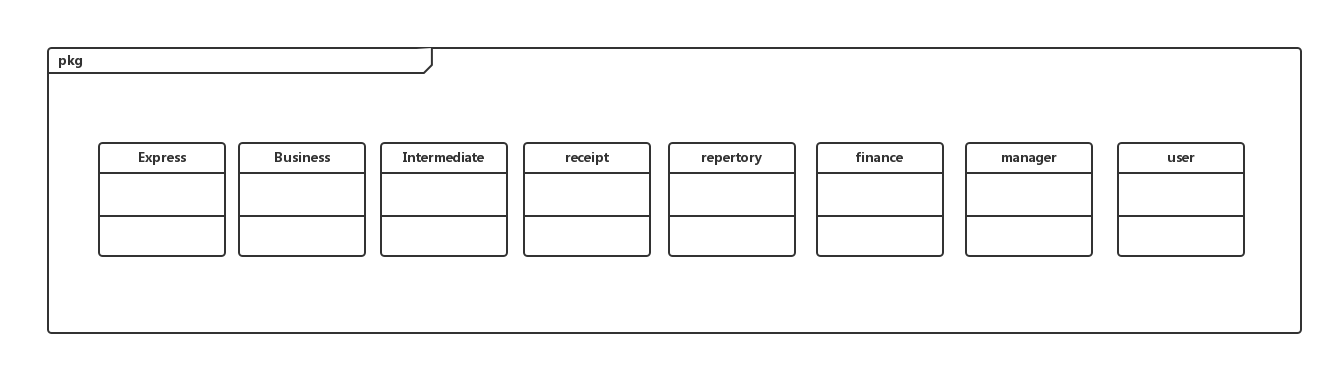 pkg
Express
Business
Intermediate
receipt
repertory
finance
manager
user